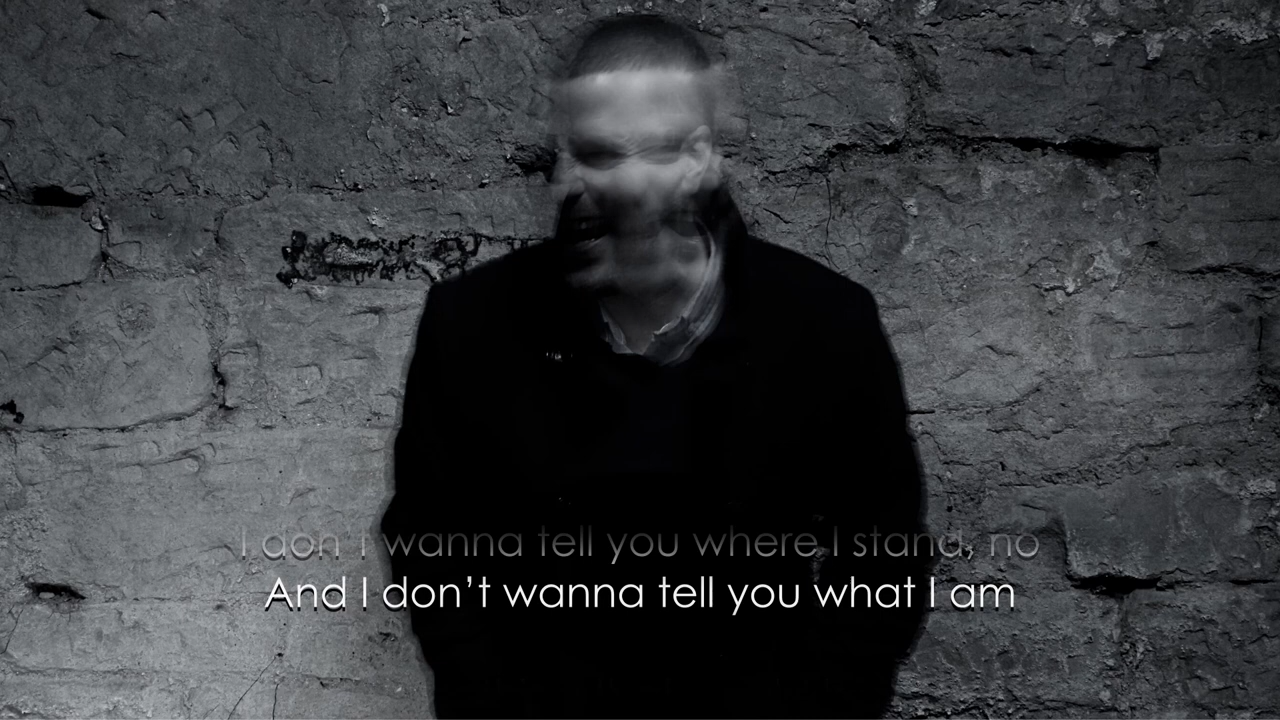 I don't wanna tell you where I stand, no
And I don’t wanna tell you what I am